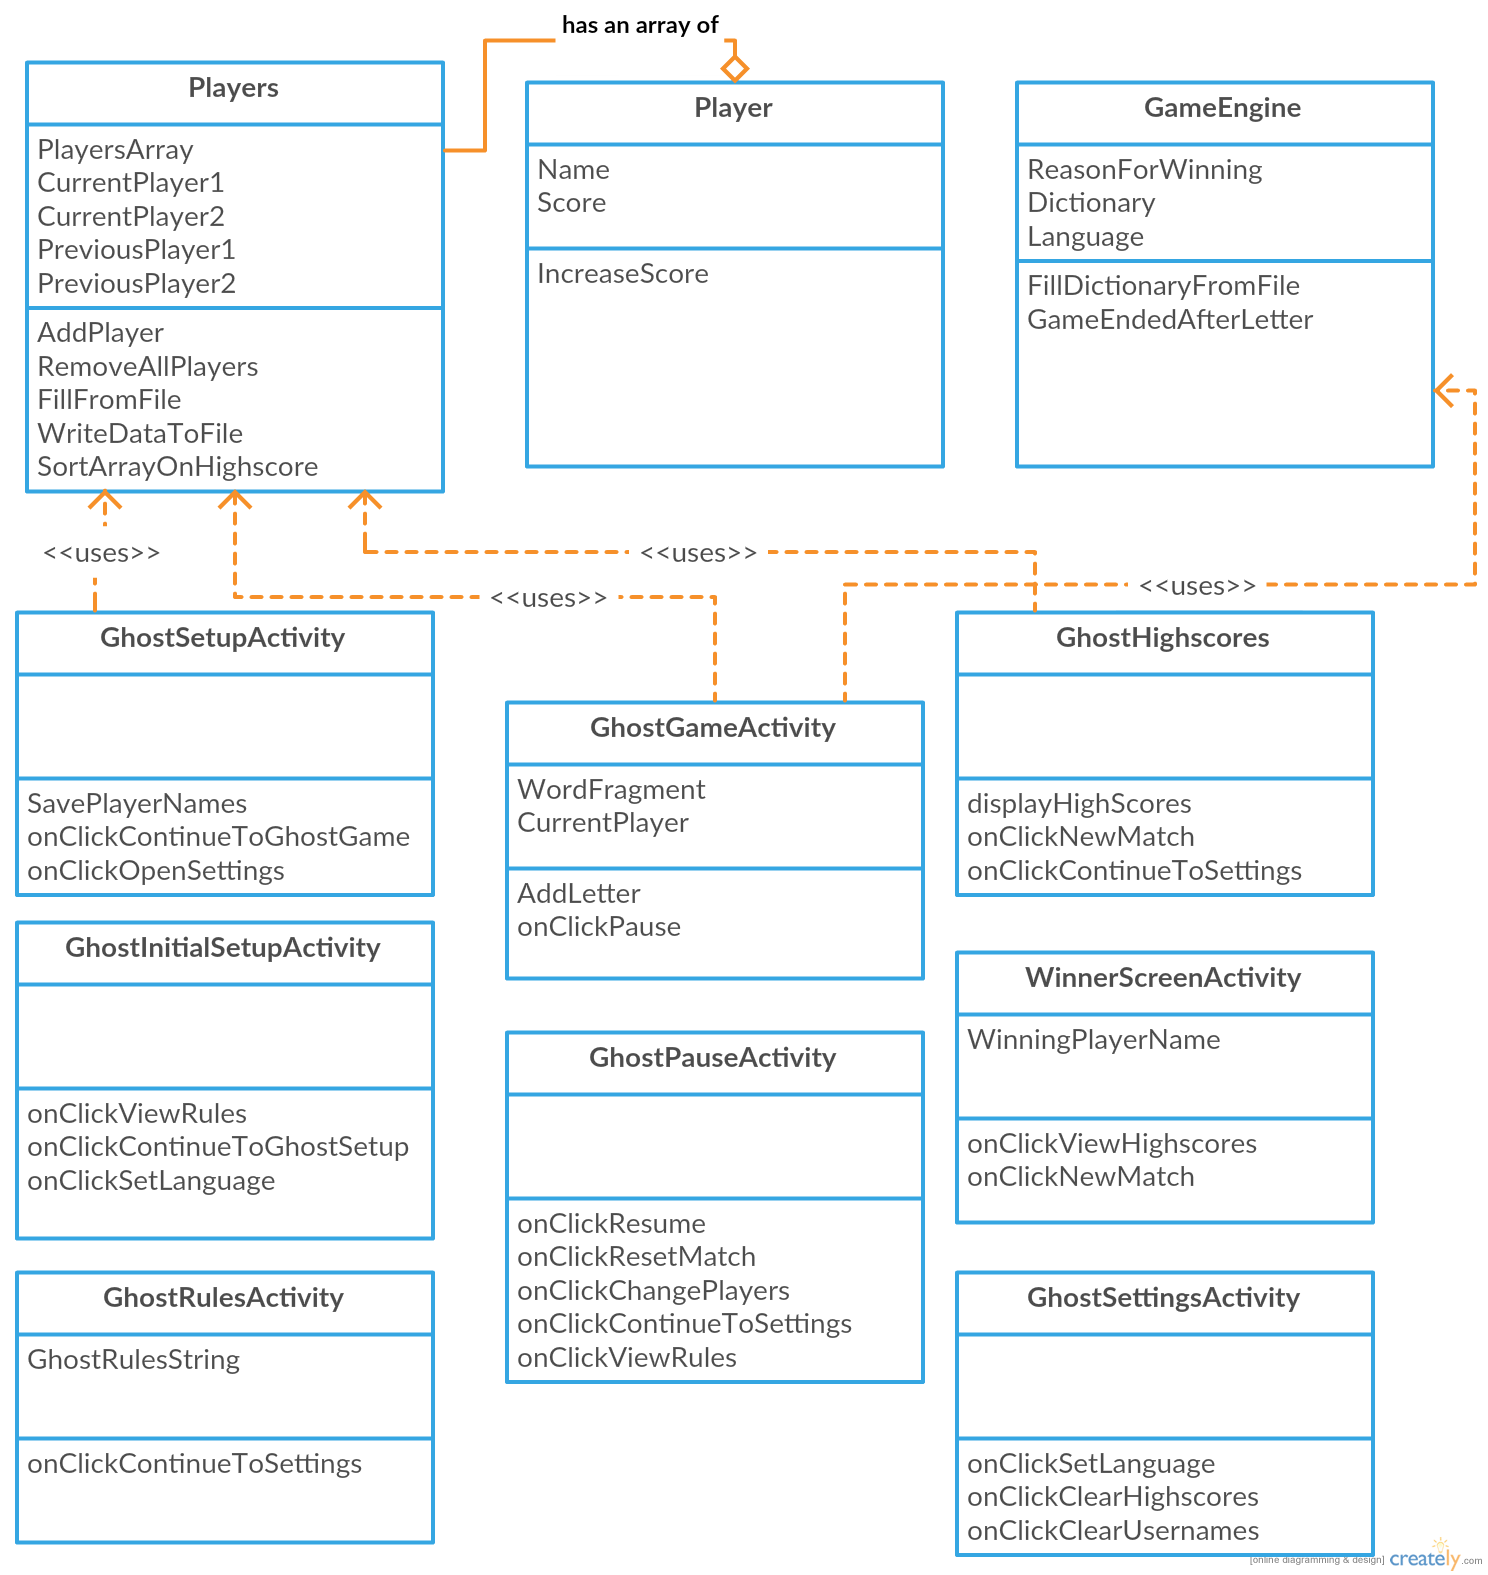 has an array of
Players
PlayersArray
CurrentPlayer1
CurrentPlayer2
PreviousPlayer1
PreviousPlayer2
AddPlayer
RemoveAllPlayers
FillFromFile
WriteDataToFile
SortArrayOnHighscore
Player
Name
Score
IncreaseScore
GameEngine
ReasonForWinning
Dictionary
Language
FillDictionaryFromFile
GameEndedAfterLetter
<<uses>>
<<uses>>
<<uses>>
<<uses>>
GhostSetupActivity
SavePlayerNames
onClickContinueToGhostGame
onClickOpenSettings
GhostGameActivity
WordFragment
CurrentPlayer
AddLetter
onClickPause
GhostHighscores
displayHighScores
onClickNewMatch
onClickContinueToSettings
GhostInitialSetupActivity
onClickViewRules
onClickContinueToGhostSetup
onClickSetLanguage
GhostPauseActivity
onClickResume
onClickResetMatch
onClickChangePlayers
onClickContinueToSettings
onClickViewRules
WinnerScreenActivity
WinningPlayerName
onClickViewHighscores
onClickNewMatch
GhostRulesActivity
GhostRulesString
onClickContinueToSettings
GhostSettingsActivity
onClickSetLanguage
onClickClearHighscores
onClickClearUsernames
[online diagramming & design] creately.com